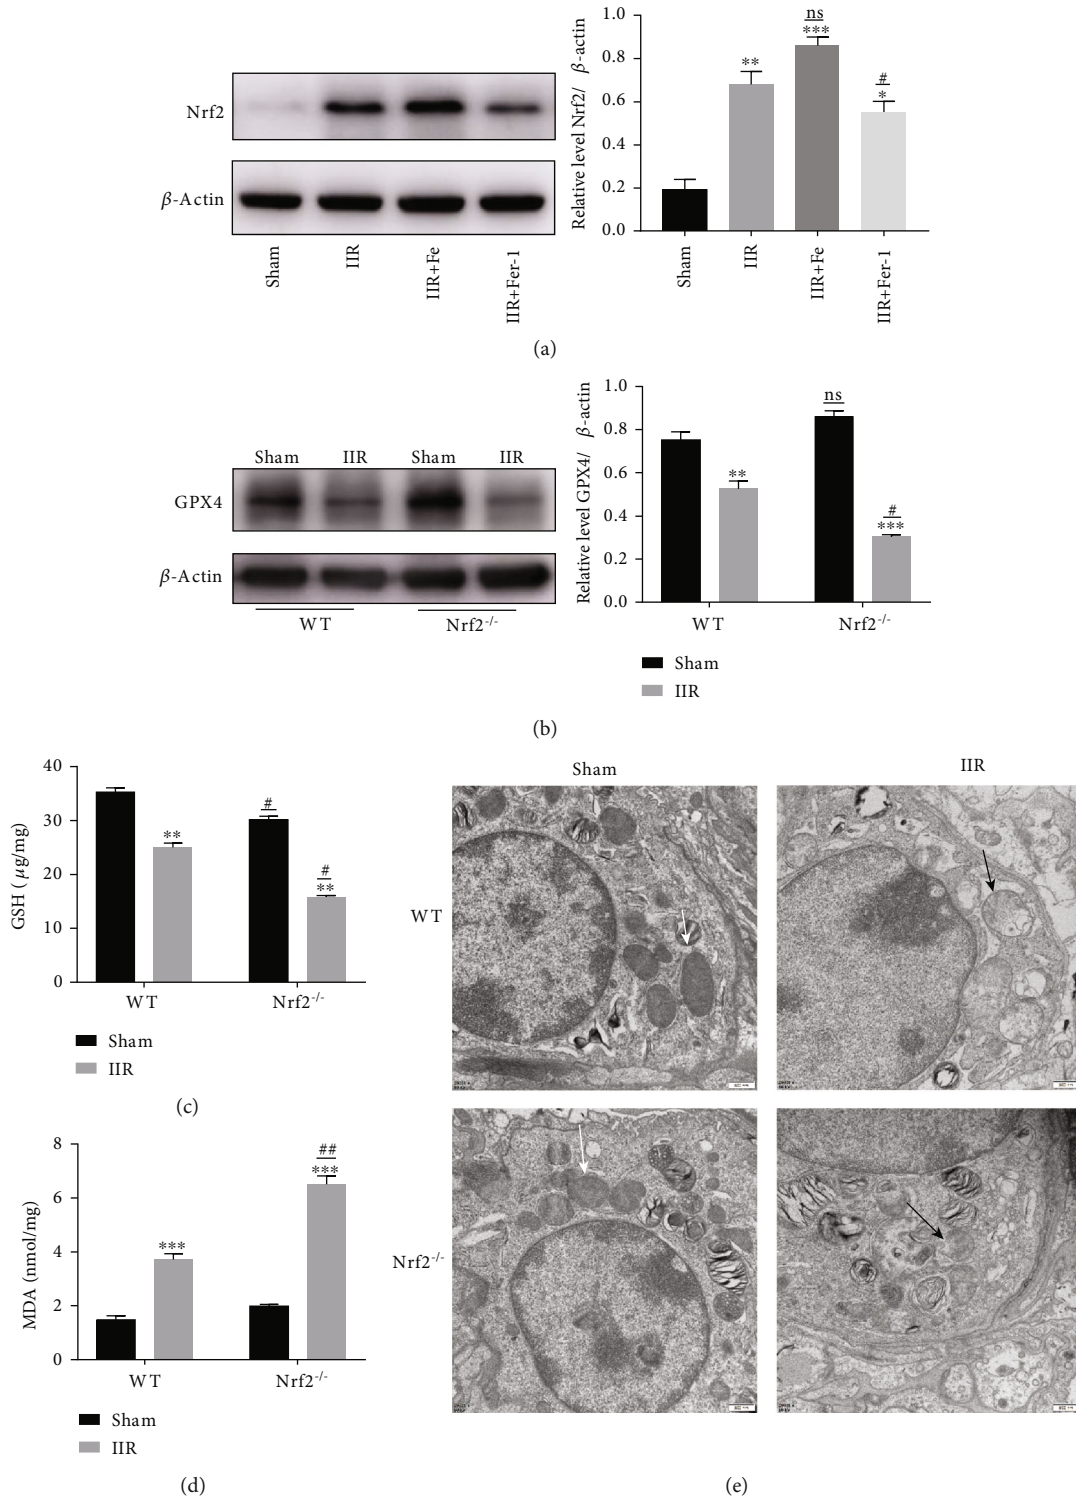 Nrf2
β-Actin
Sham
IIR
IIR+Fe
IIR+Fer-1
Relative level Nrf2/ β-actin
1.0
0.8
0.6
0.4
0.2
0.0
**
ns
***
#
*
Sham
IIR
IIR+Fe
IIR+Fer-1
(a)
Sham IIR Sham IIR
GPX4
β-Actin
WT Nrf2-/-
Relative level GPX4/ β-actin
1.0
0.8
0.6
0.4
0.2
0.0
**
ns
#
***
WT Nrf2-/-
Sham
IIR
(b)
GSH ( μg/mg)
40
30
20
10
0
**
#
#
**
WT Nrf2-/-
Sham
IIR
(c)
MDA (nmol/mg)
8
6
4
2
0
***
##
***
WT Nrf2-/-
Sham
IIR
(d)
Sham IIR
WT
Nrf2-/-
(e)